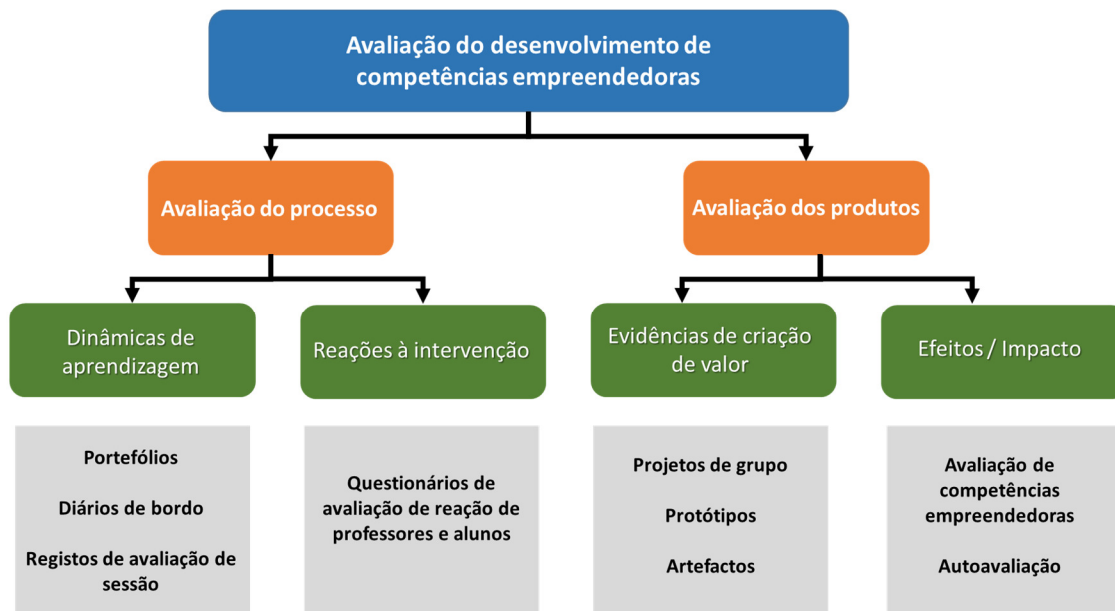 Avaliação do desenvolvimento de
competências empreendedoras
Avaliação do processo
Avaliação dos produtos
Dinâmicas de
aprendizagem
Reações à intervenção
Evidências de criação
de valor
Efeitos / Impacto
Portefólios
Diários de bordo
Registos de avaliação de
sessão
Questionários de
avaliação de reação de
professores e alunos
Projetos de grupo
Protótipos
Artefactos
Avaliação de
competências
empreendedoras
Autoavaliação